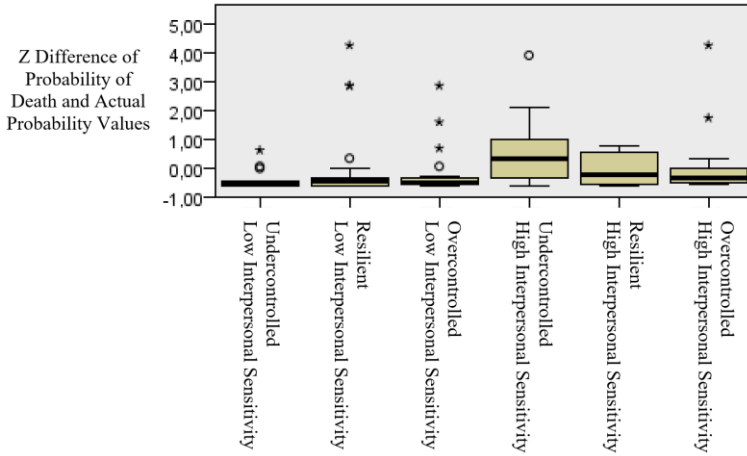 Z Difference of
Probability of
Death and Actual
Probability Values
5,00
4,00
3,00
2,00
1,00
0,00
-1,00
Undercontrolled
Low Interpersonal Sensitivity
Resilient
Low Interpersonal Sensitivity
Overcontrolled
Low Interpersonal Sensitivity
Undercontrolled
High Interpersonal Sensitivity
Resilient
High Interpersonal Sensitivity
Overcontrolled
High Interpersonal Sensitivity